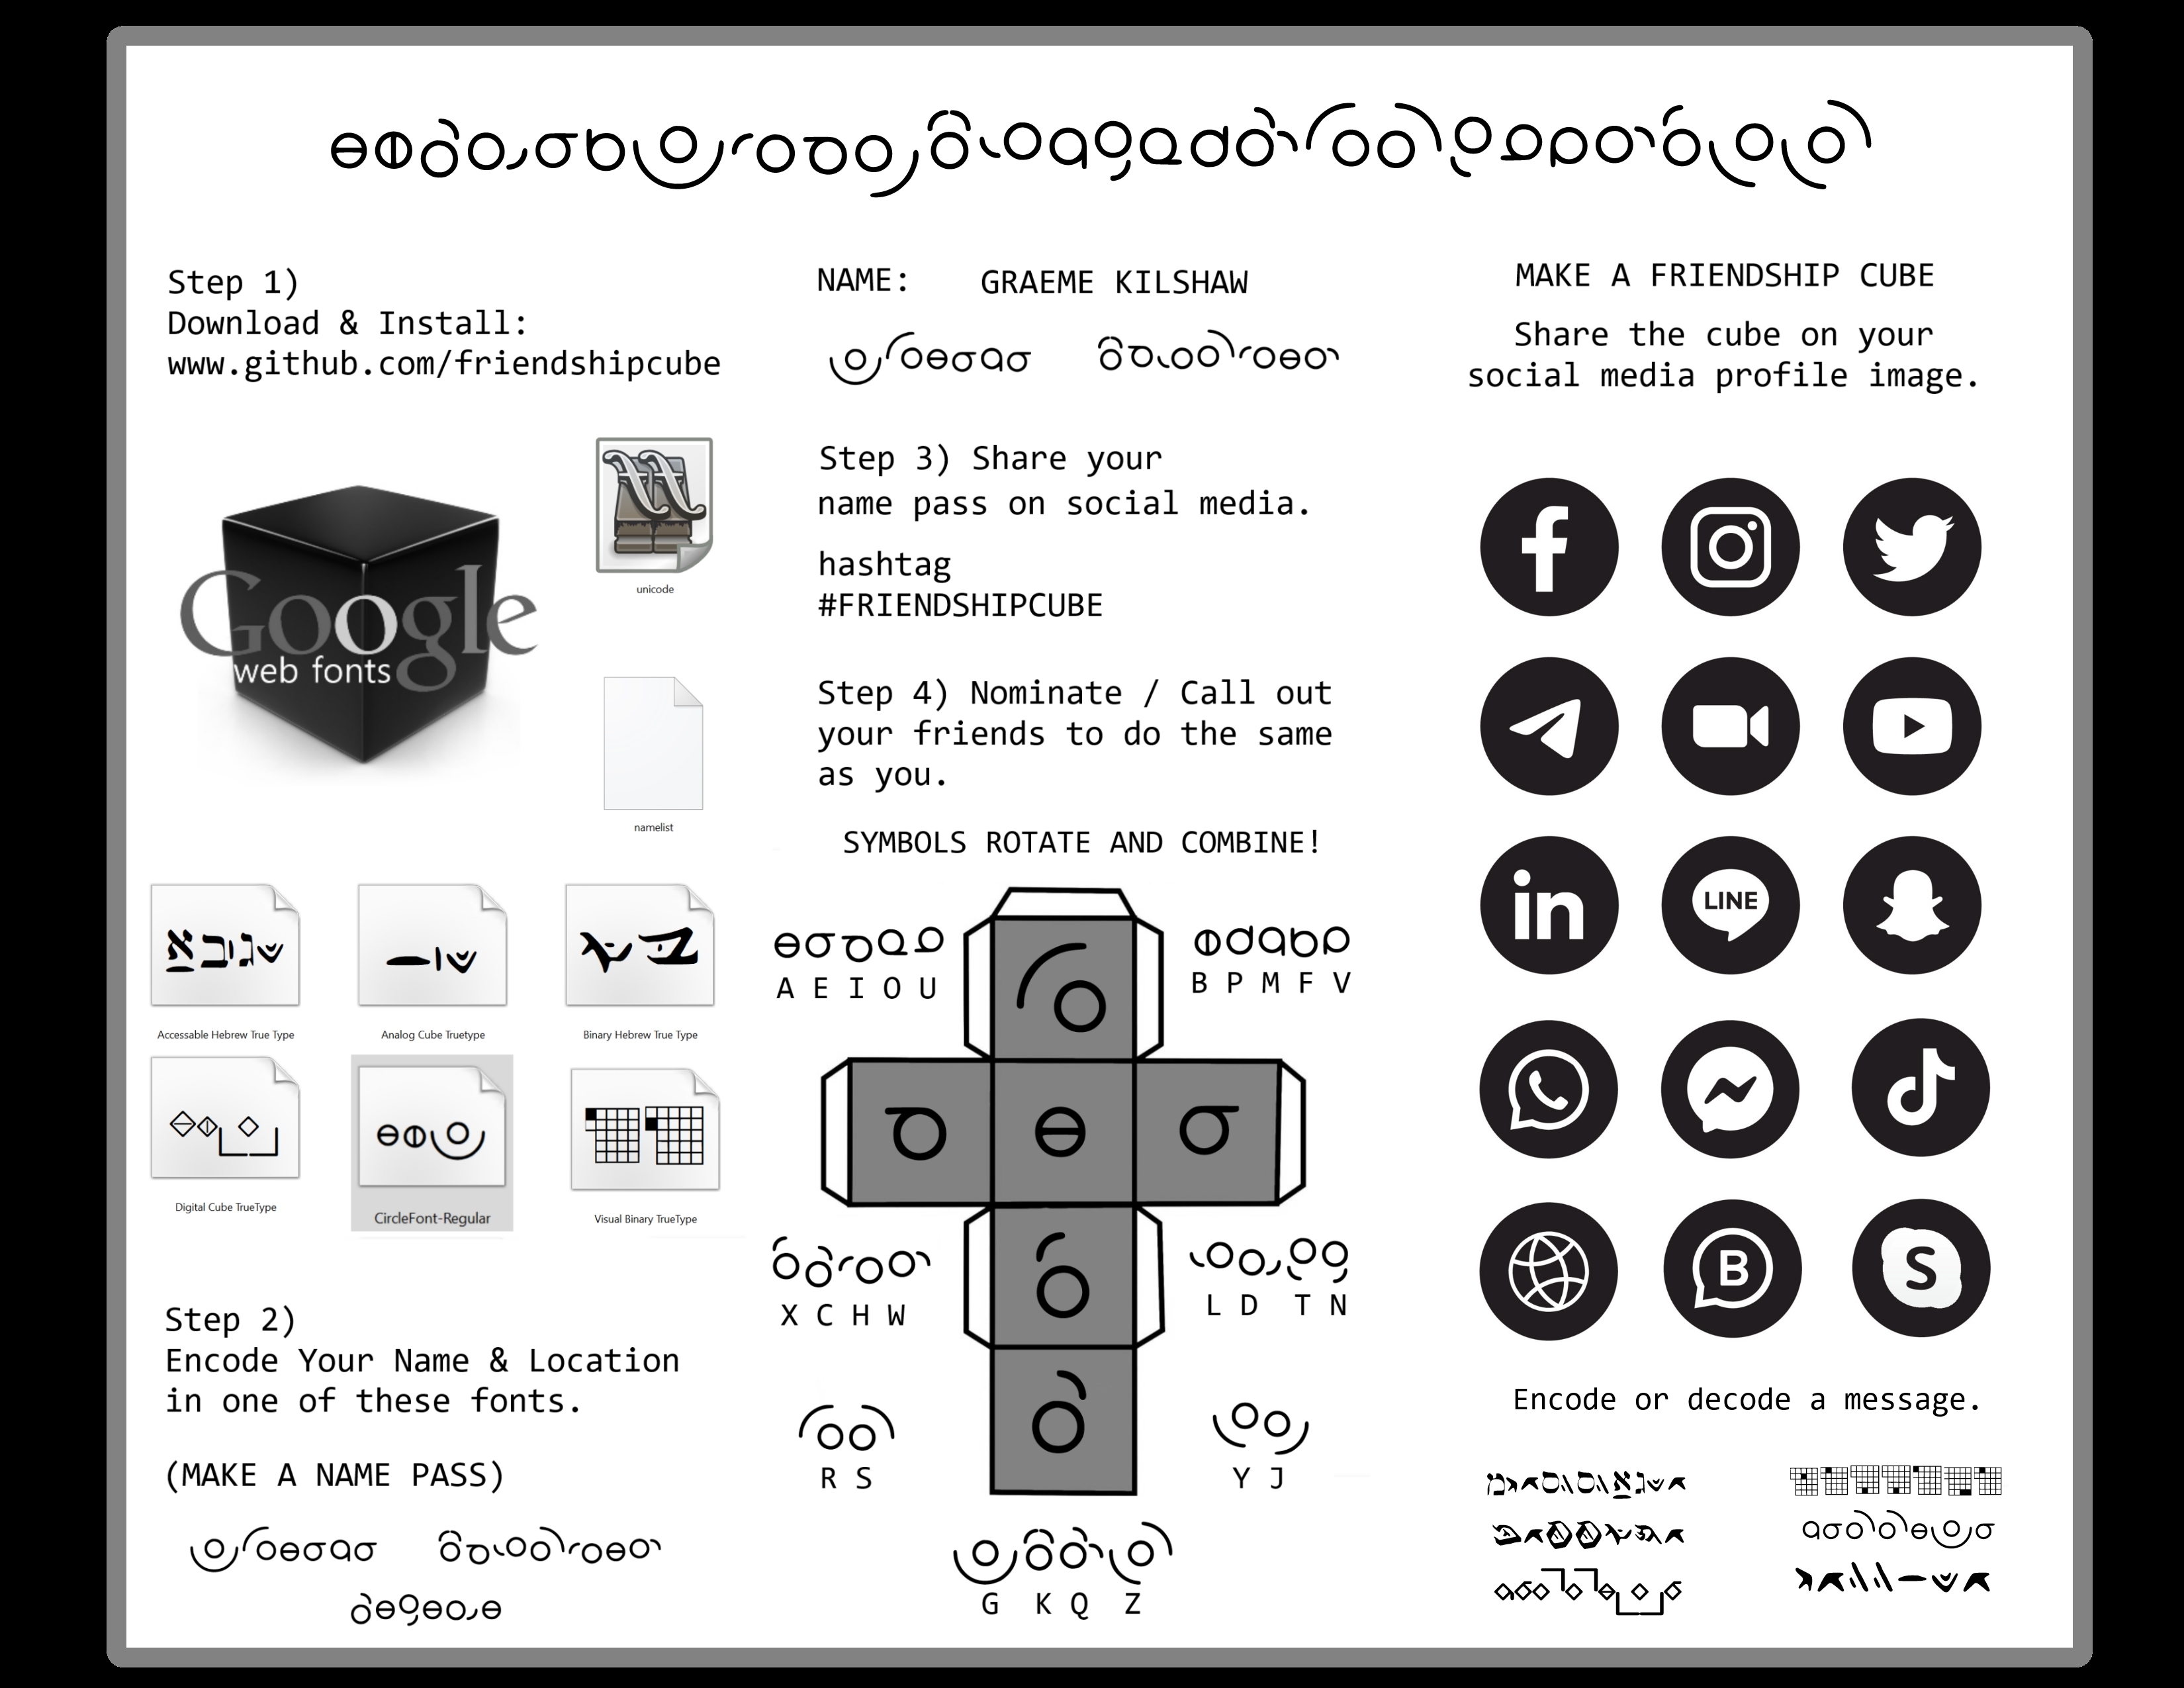 Step 1)
Download & Install:
www.github.com/friendshipcube
Google
web fonts
unicode
namelist
Accessable Hebrew True Type
Analog Cube Truetype
Binary Hebrew True Type
Digital Cube TrueType
CircleFont-Regular
Visual Binary TrueType
Step 2)
Encode Your Name & Location
in one of these fonts.
(MAKE A NAME PASS)
NAME: GRAEME KILSHAW
Step 3) Share your
name pass on social media.
hashtag
#FRIENDSHIPCUBE
Step 4) Nominate / Call out
your friends to do the same
as you.
SYMBOLS ROTATE AND COMBINE!
A E I O U
B P M F V
X C H W
L D T N
R S
Y J
G K Q Z
MAKE A FRIENDSHIP CUBE
Share the cube on your
social media profile image.
f
in
LINE
B
S
Encode or decode a message.